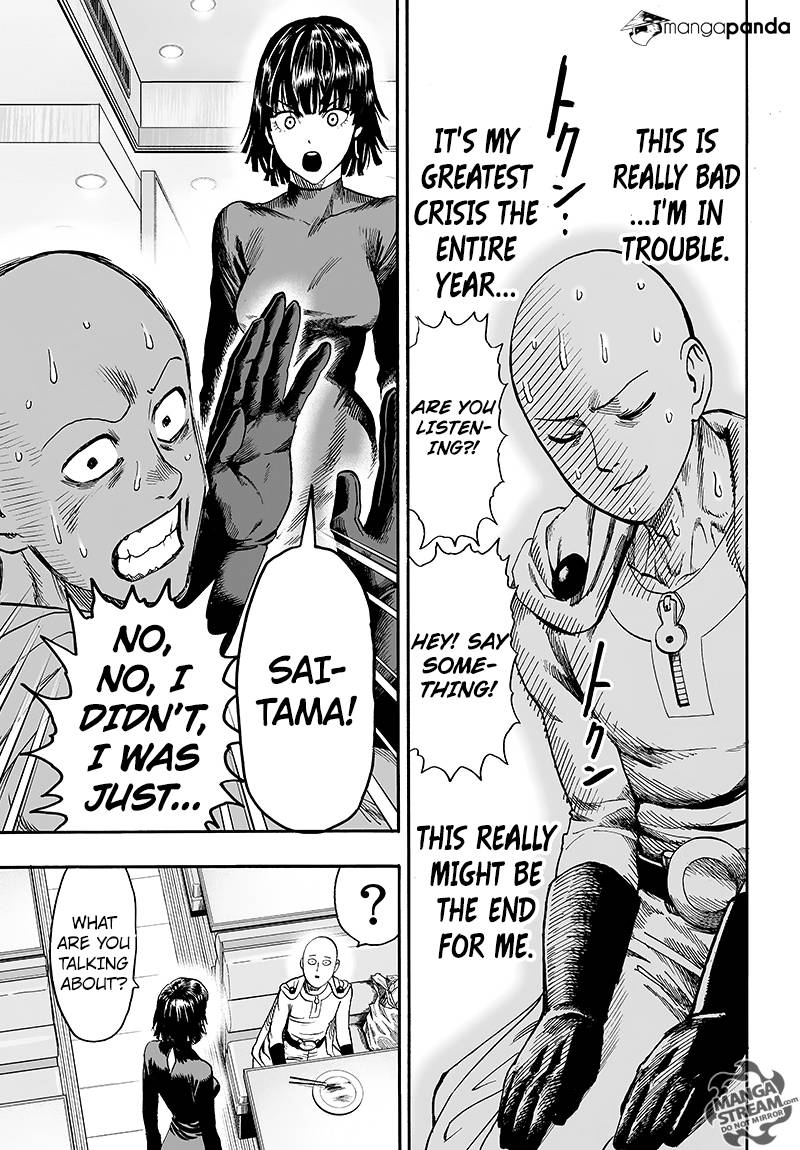 mangapanda
THIS IS
REALLY BAD
...I'M IN
TROUBLE.
トクン..
IT'S MY
GREATEST
CRISIS THE
ENTIRE
YEAR...
ARE YOU
LISTEN-
ING?!
HEY! SAY
SOME-
THING!
トクン
THIS REALLY
MIGHT BE
THE END
FOR ME.
SAI-
TAMA!
NO,
NO, I
DIDN'T,
I WAS
JUST...
?
WHAT
ARE YOU
TALKING
ABOUT?
MANGA
STREAM.com
DO NOT MIRROR